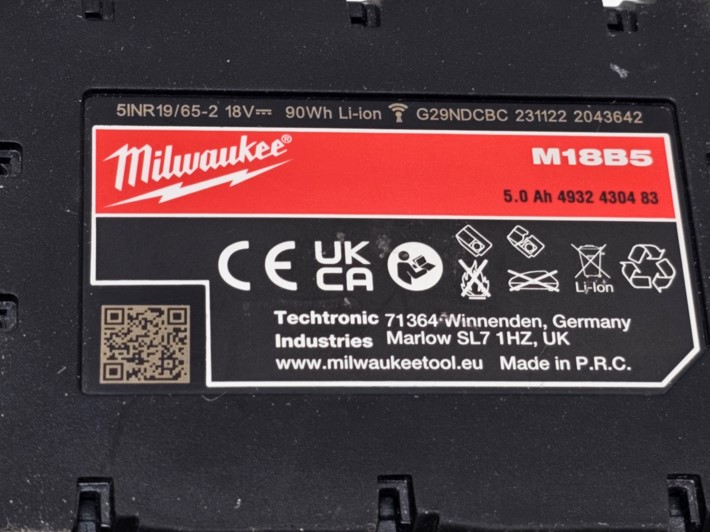 5INR19/65-2 18V⎓ 90Wh Li-ion G29NDCBC 231122 2043642
Milwaukee®
M18B5
5.0 Ah 4932 4304 83
CE UK CA
Li-Ion
Techtronic 71364 Winnenden, Germany
Industries Marlow SL7 1HZ, UK
www.milwaukeetool.eu Made in P.R.C.